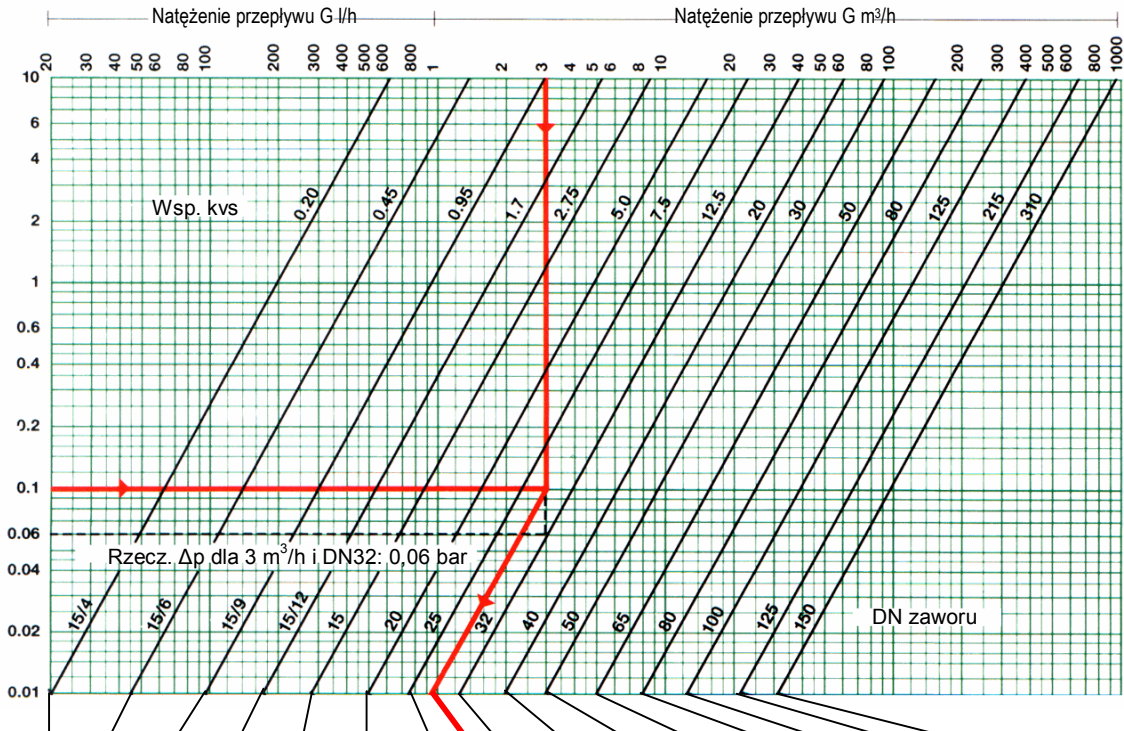 Natężenie przepływu G l/h
Natężenie przepływu G m³/h
20 30 40 50 60 80 100 200 300 400 500 600 800 1 2 3 4 5 6 8 10 20 30 40 50 60 80 100 200 300 400 500 600 800 1000
10
6
4
2
1
0.6
0.4
0.2
0.1
0.06
0.04
0.02
0.01
Wsp. kvs
0.20 0.45 0.95 1.7 2.75 5.0 7.5 12.5 20 30 50 80 125 215 310
Rzecz. Δp dla 3 m³/h i DN32: 0,06 bar
15/4 15/6 15/9 15/12 15 20 25 32 40 50 65 80 100 125 150
DN zaworu